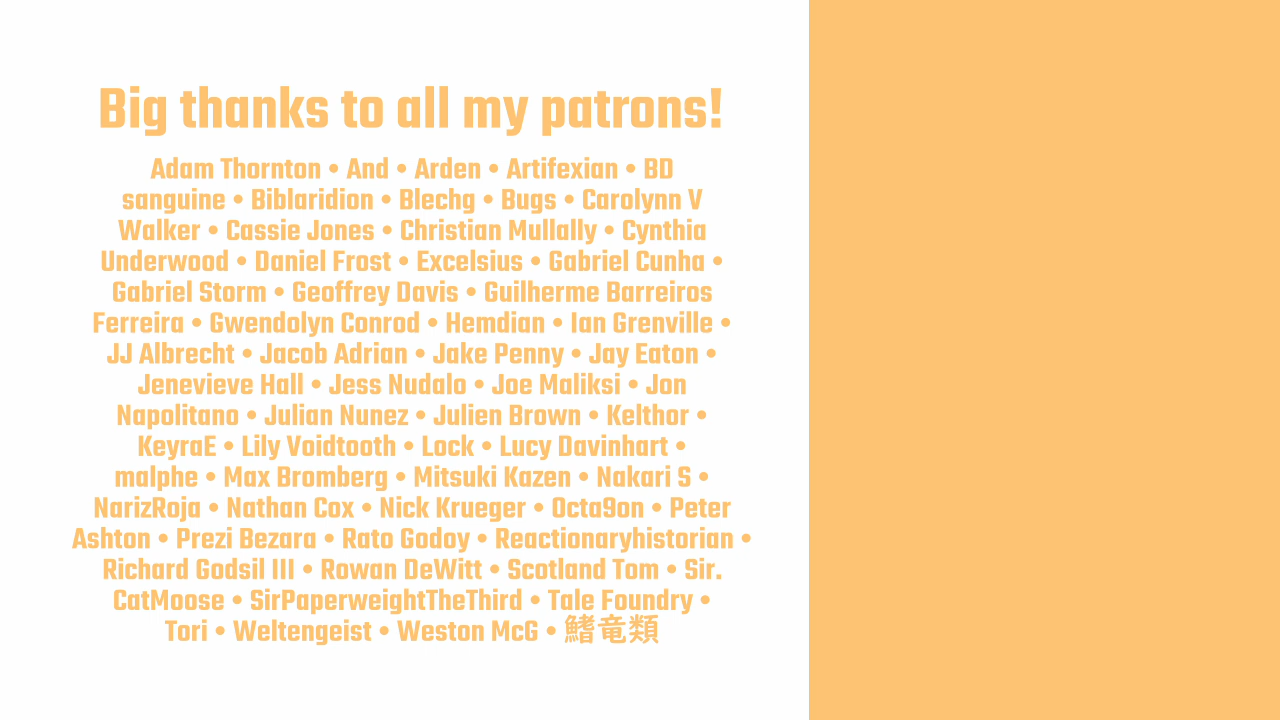 Big thanks to all my patrons!
Adam Thornton • And • Arden • Artifexian • BD
sanguine • Biblaridion • Blechg • Bugs • Carolynn V
Walker • Cassie Jones • Christian Mullally • Cynthia
Underwood • Daniel Frost • Excelsius • Gabriel Cunha •
Gabriel Storm • Geoffrey Davis • Guilherme Barreiros
Ferreira • Gwendolyn Conrod • Hemdian • Ian Grenville •
JJ Albrecht • Jacob Adrian • Jake Penny • Jay Eaton •
Jenevieve Hall • Jess Nudalo • Joe Maliksi • Jon
Napolitano • Julian Nunez • Julien Brown • Kelthor •
KeyraE • Lily Voidtooth • Lock • Lucy Davinhart •
malphe • Max Bromberg • Mitsuki Kazen • Nakari S •
NarizRoja • Nathan Cox • Nick Krueger • Octa9on • Peter
Ashton • Prezi Bezara • Rato Godoy • Reactionaryhistorian •
Richard Godsil III • Rowan DeWitt • Scotland Tom • Sir.
CatMoose • SirPaperweightTheThird • Tale Foundry •
Tori • Weltengeist • Weston McG • 鰭竜類